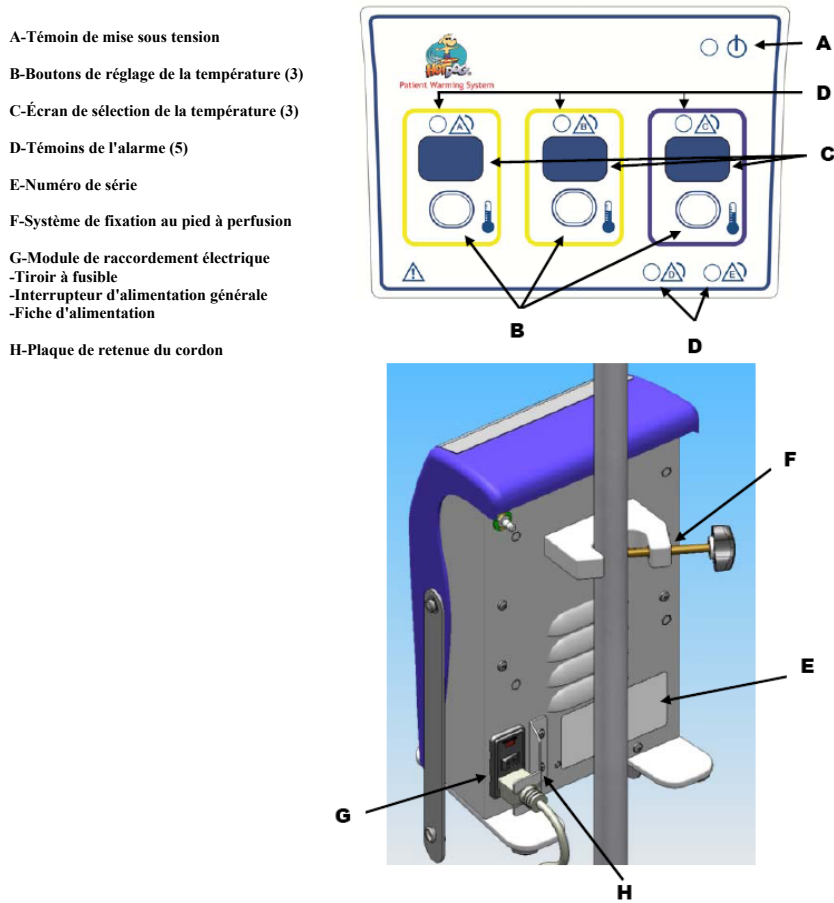 A-Témoin de mise sous tension
B-Boutons de réglage de la température (3)
C-Écran de sélection de la température (3)
D-Témoins de l'alarme (5)
E-Numéro de série
F-Système de fixation au pied à perfusion
G-Module de raccordement électrique
-Tiroir à fusible
-Interrupteur d'alimentation générale
-Fiche d'alimentation
H-Plaque de retenue du cordon
A
HOT DOG
Patient Warming System
D
A
B
C
C
D
E
B
D
F
E
G
H